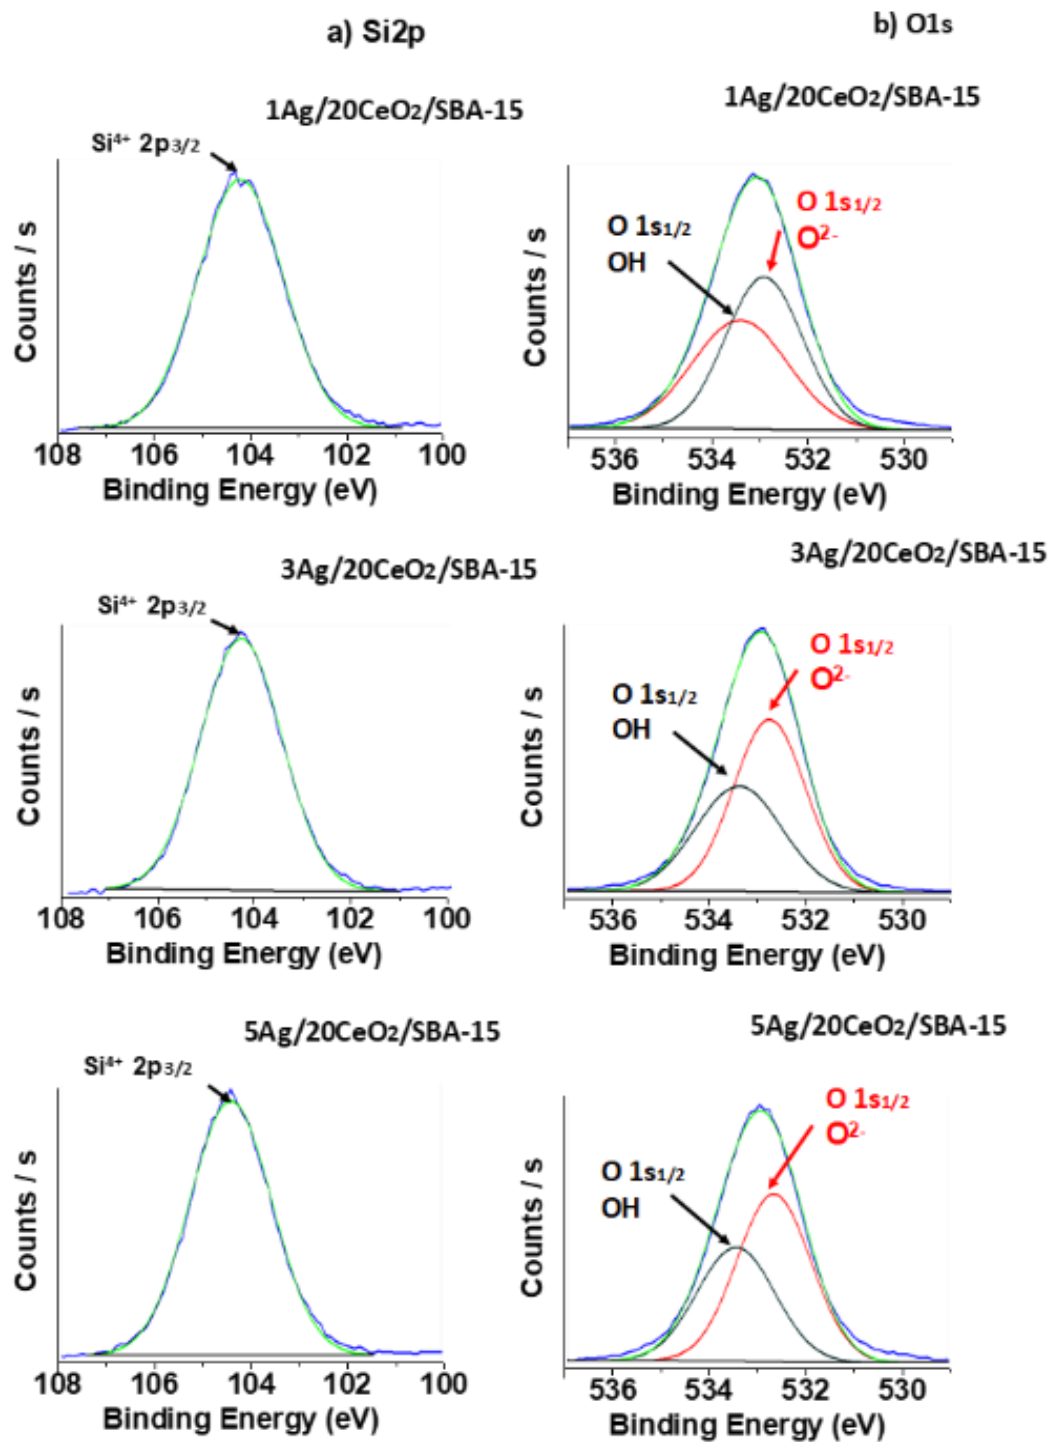 a) Si2p
b) O1s
1Ag/20CeO2/SBA-15
Si⁴⁺ 2p3/2
Counts / s
108 106 104 102 100
Binding Energy (eV)
1Ag/20CeO2/SBA-15
O 1s1/2
O²⁻
O 1s1/2
OH
Counts / s
536 534 532 530
Binding Energy (eV)
3Ag/20CeO2/SBA-15
Si⁴⁺ 2p3/2
Counts / s
108 106 104 102 100
Binding Energy (eV)
3Ag/20CeO2/SBA-15
O 1s1/2
O²⁻
O 1s1/2
OH
Counts / s
536 534 532 530
Binding Energy (eV)
5Ag/20CeO2/SBA-15
Si⁴⁺ 2p3/2
Counts / s
108 106 104 102 100
Binding Energy (eV)
5Ag/20CeO2/SBA-15
O 1s1/2
O²⁻
O 1s1/2
OH
Counts / s
536 534 532 530
Binding Energy (eV)